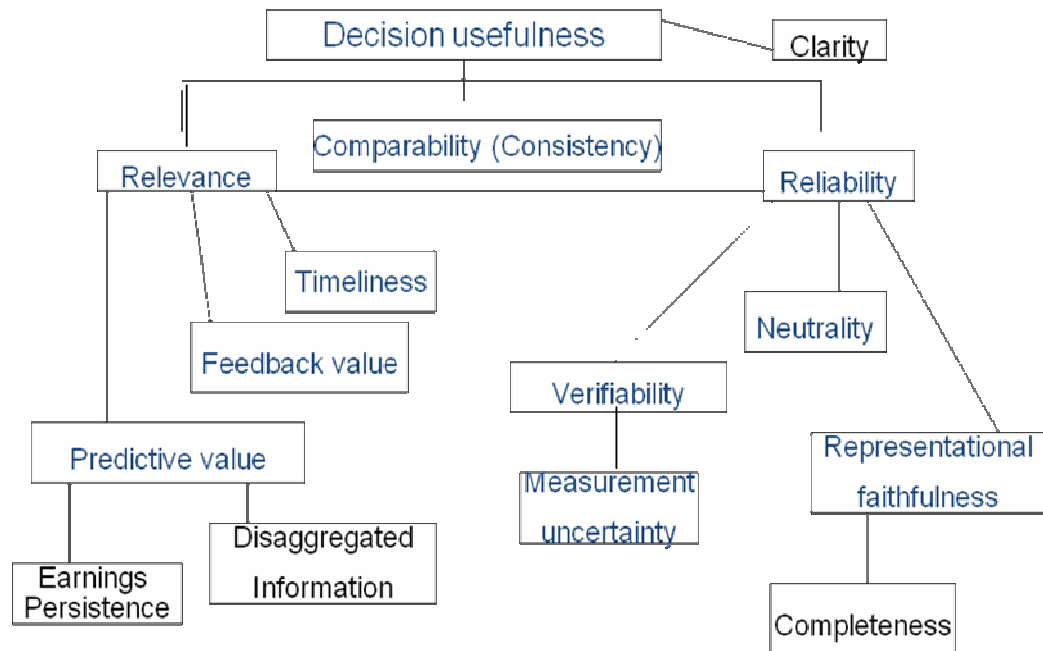 Decision usefulness
Clarity
Comparability (Consistency)
Relevance
Reliability
Timeliness
Neutrality
Feedback value
Verifiability
Predictive value
Representational
faithfulness
Measurement
uncertainty
Disaggregated
Information
Earnings
Persistence
Completeness